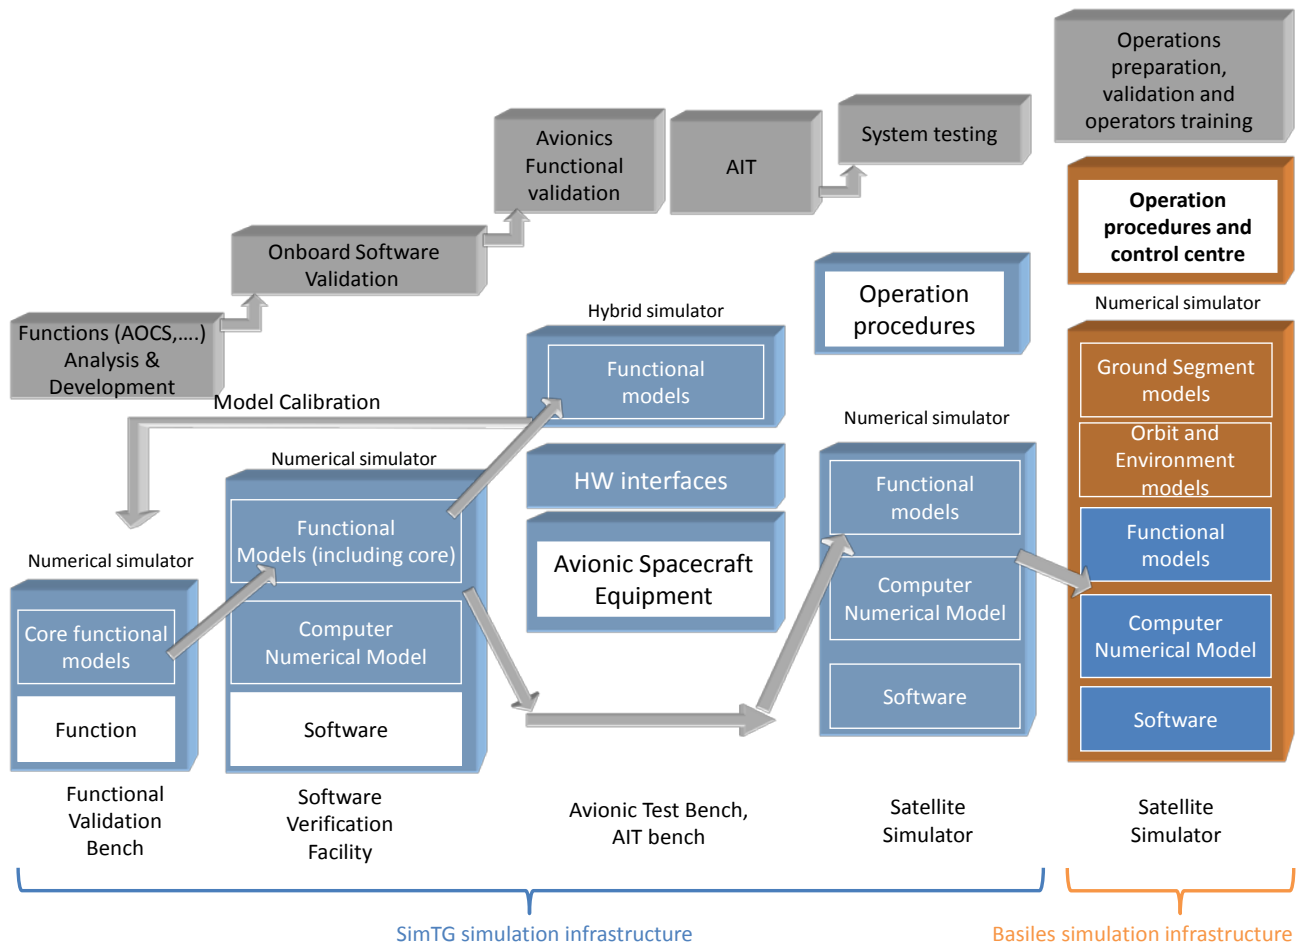 Operations
preparation,
validation and
operators training
System testing
Avionics
Functional
validation
AIT
Onboard Software
Validation
Functions (AOCS,....)
Analysis &
Development
Operation
procedures and
control centre
Operation
procedures
Numerical simulator
Ground Segment
models
Orbit and
Environment
models
Functional
models
Computer
Numerical Model
Software
Hybrid simulator
Functional
models
HW interfaces
Avionic Spacecraft
Equipment
Model Calibration
Numerical simulator
Functional
models
Computer
Numerical Model
Software
Numerical simulator
Functional
Models (including core)
Computer
Numerical Model
Software
Numerical simulator
Core functional
models
Function
Functional
Validation
Bench
Software
Verification
Facility
Avionic Test Bench,
AIT bench
Satellite
Simulator
Satellite
Simulator
SimTG simulation infrastructure
Basiles simulation infrastructure